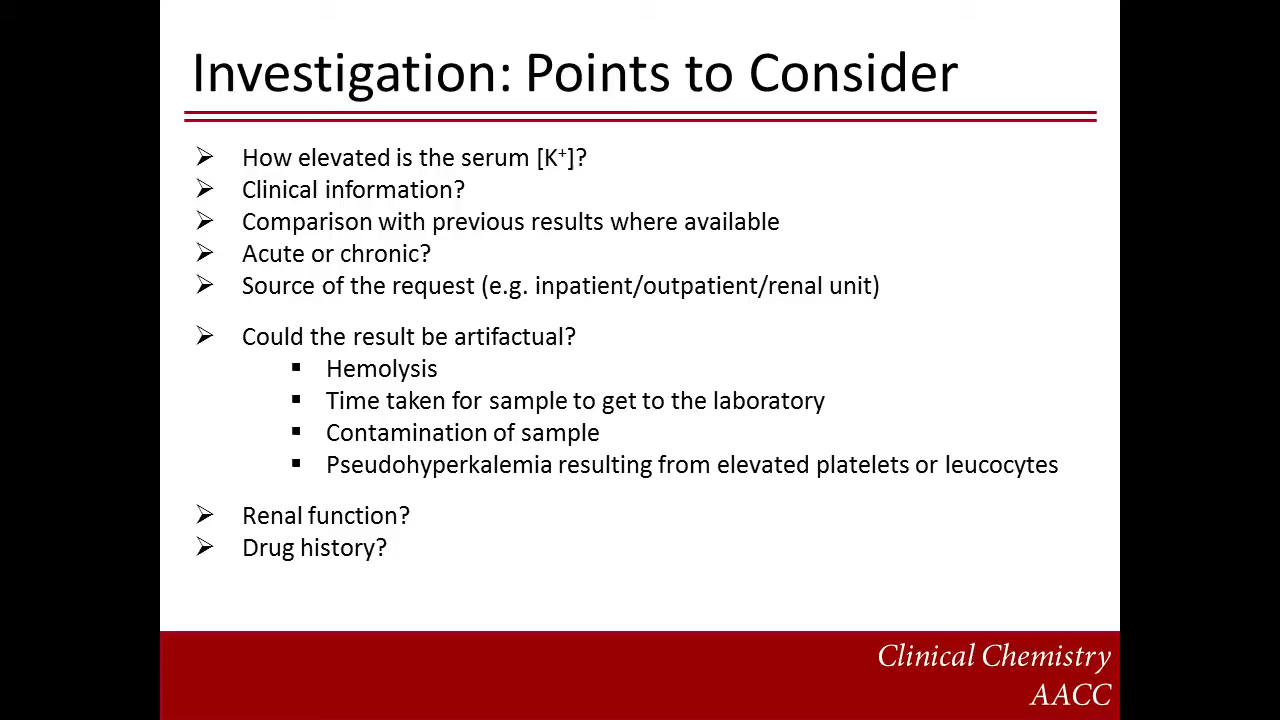 Investigation: Points to Consider
➢ How elevated is the serum [K⁺]?
➢ Clinical information?
➢ Comparison with previous results where available
➢ Acute or chronic?
➢ Source of the request (e.g. inpatient/outpatient/renal unit)
➢ Could the result be artifactual?
▪ Hemolysis
▪ Time taken for sample to get to the laboratory
▪ Contamination of sample
▪ Pseudohyperkalemia resulting from elevated platelets or leucocytes
➢ Renal function?
➢ Drug history?
Clinical Chemistry
AACC